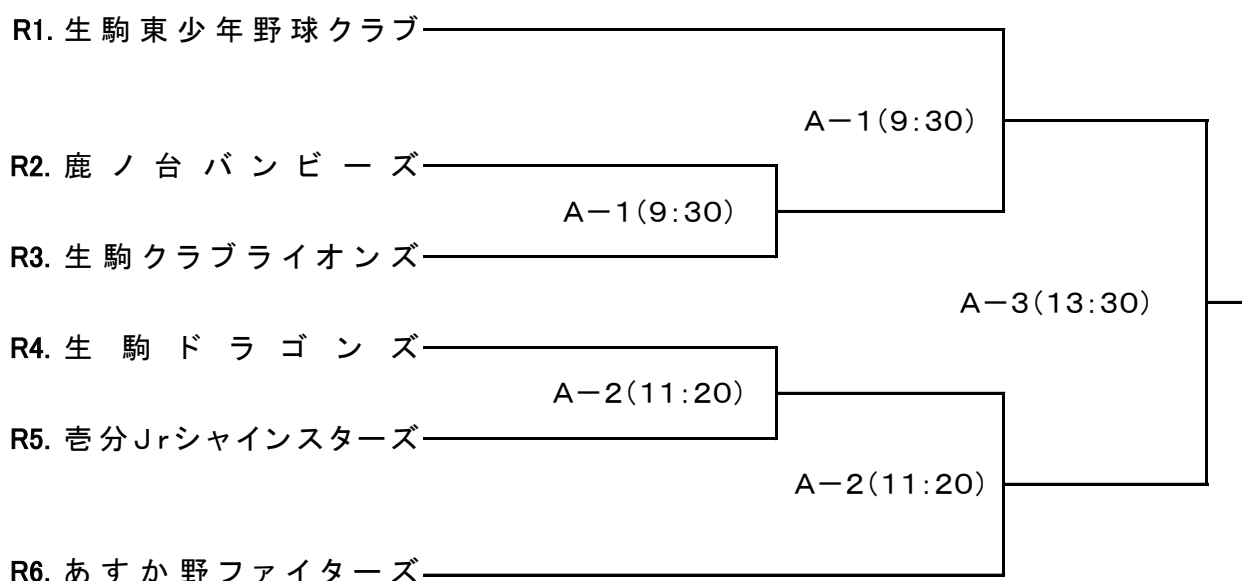 R1. 生駒東少年野球クラブ
A－1(9:30)
R2. 鹿ノ台バンビーズ
A－1(9:30)
R3. 生駒クラブライオンズ
A－3(13:30)
R4. 生駒ドラゴンズ
A－2(11:20)
R5. 壱分Jrシャインスターズ
A－2(11:20)
R6. あすか野ファイターズ